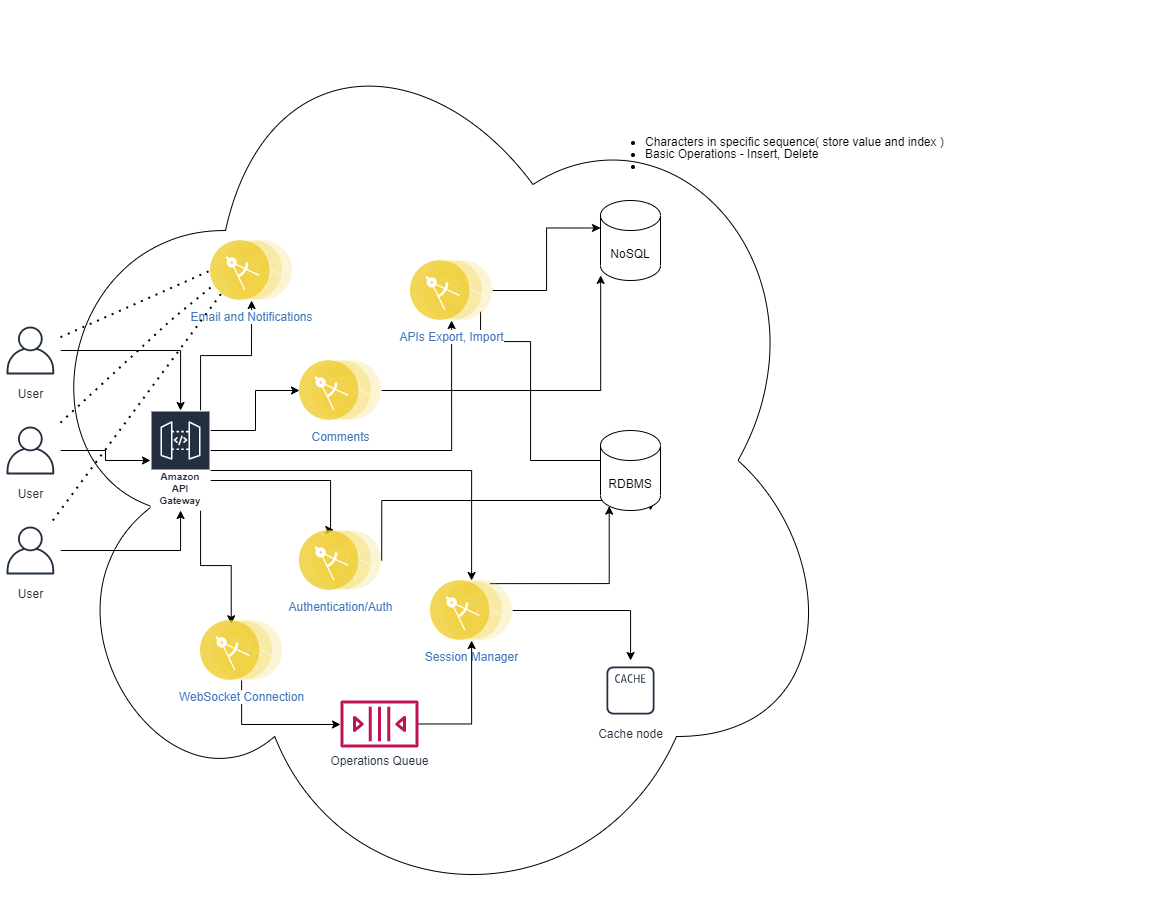 Characters in specific sequence( store value and index )
Basic Operations - Insert, Delete
NoSQL
Email and Notifications
APIs Export, Import
User
Comments
Amazon
API
Gateway
User
RDBMS
User
Authentication/Auth
Session Manager
CACHE
WebSocket Connection
Cache node
Operations Queue